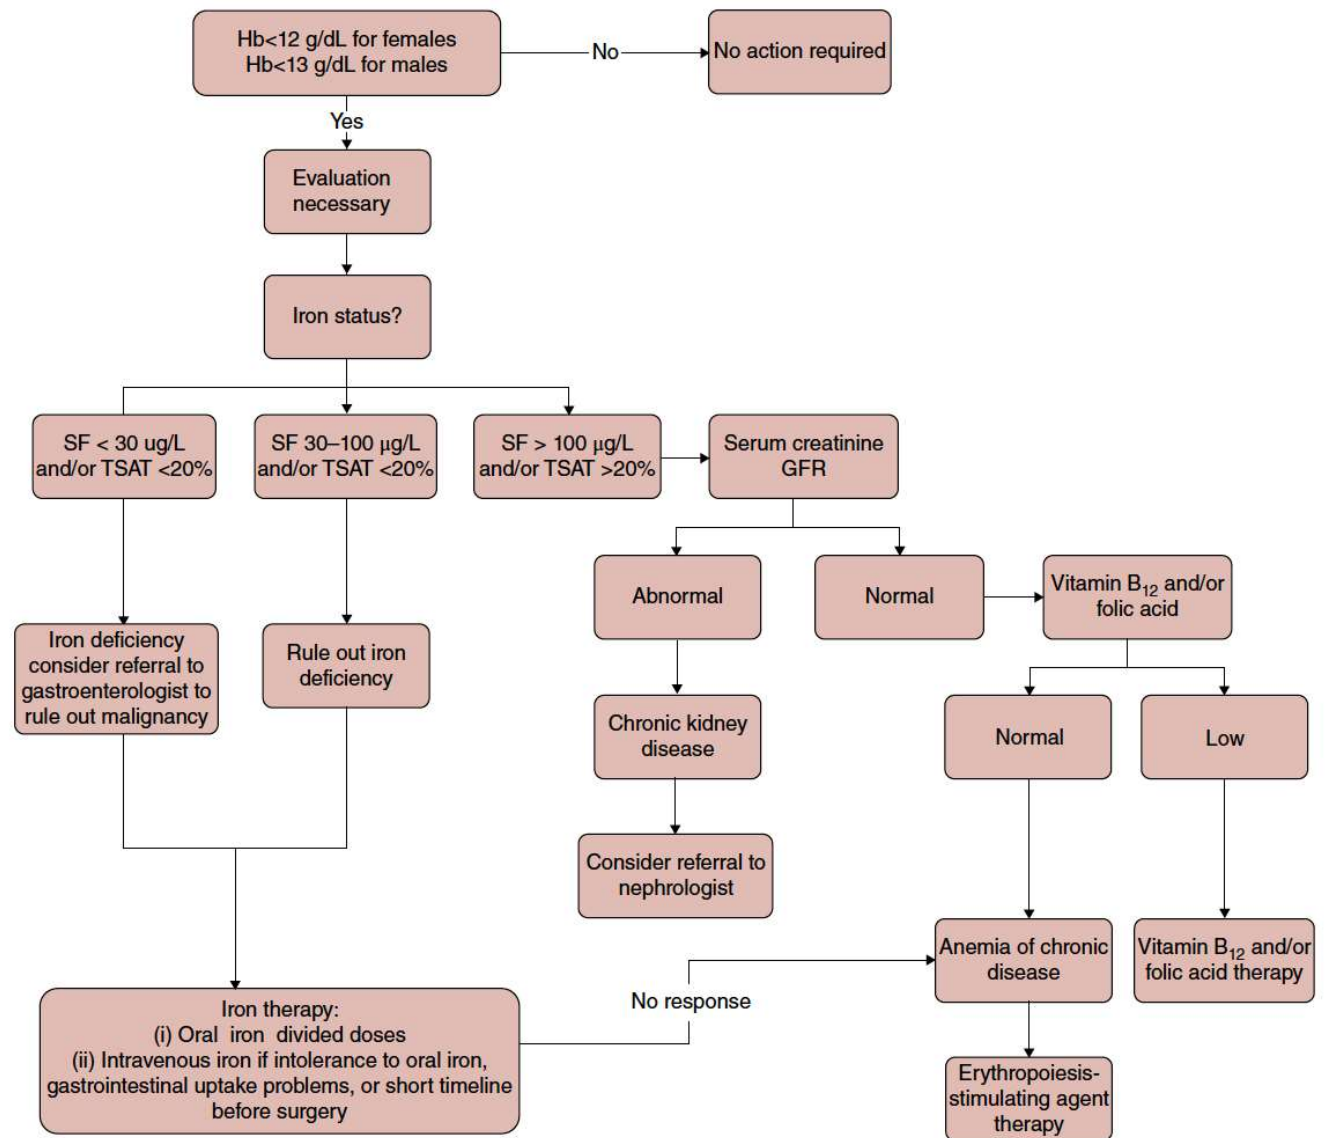 Hb<12 g/dL for females
Hb<13 g/dL for males
No
No action required
Yes
Evaluation
necessary
Iron status?
SF < 30 ug/L
and/or TSAT <20%
SF 30–100 μg/L
and/or TSAT <20%
SF > 100 μg/L
and/or TSAT >20%
Serum creatinine
GFR
Abnormal
Normal
Vitamin B12 and/or
folic acid
Iron deficiency
consider referral to
gastroenterologist to
rule out malignancy
Rule out iron
deficiency
Chronic kidney
disease
Normal
Low
Consider referral to
nephrologist
Anemia of chronic
disease
Vitamin B12 and/or
folic acid therapy
Iron therapy:
(i) Oral iron divided doses
(ii) Intravenous iron if intolerance to oral iron,
gastrointestinal uptake problems, or short timeline
before surgery
No response
Erythropoiesis-
stimulating agent
therapy